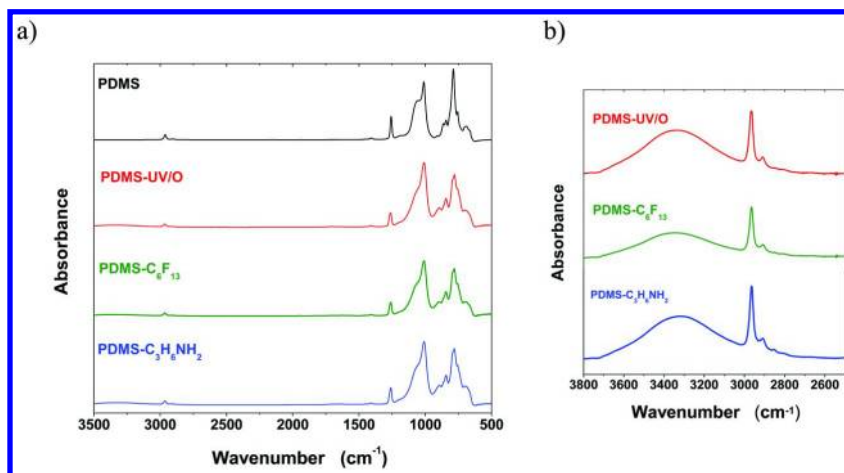 a)
PDMS
PDMS-UV/O
PDMS-C₆F₁₃
PDMS-C₃H₆NH₂
Absorbance
3500 3000 2500 2000 1500 1000 500
Wavenumber (cm⁻¹)
b)
PDMS-UV/O
PDMS-C₆F₁₃
PDMS-C₃H₆NH₂
Absorbance
3800 3600 3400 3200 3000 2800 2600
Wavenumber (cm⁻¹)